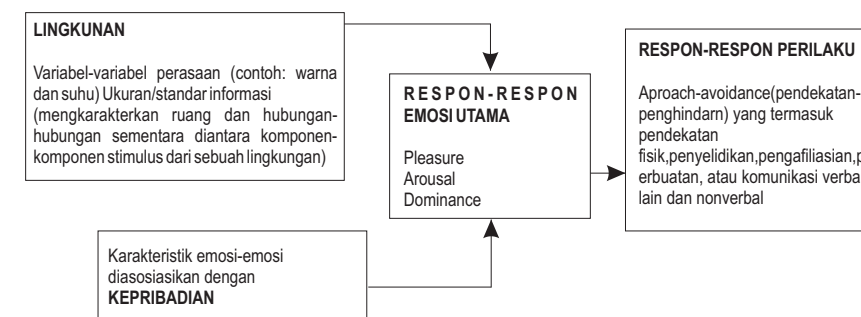 LINGKUNAN
Variabel-variabel perasaan (contoh: warna
dan suhu) Ukuran/standar informasi
(mengkarakterkan ruang dan hubungan-
hubungan sementara diantara komponen-
komponen stimulus dari sebuah lingkungan)
RESPON-RESPON
EMOSI UTAMA
Pleasure
Arousal
Dominance
Karakteristik emosi-emosi
diasosiasikan dengan
KEPRIBADIAN
RESPON-RESPON PERILAKU
Aproach-avoidance(pendekatan-
penghindarn) yang termasuk
pendekatan
fisik,penyelidikan,pengafiliasian,p
erbuatan, atau komunikasi verba
lain dan nonverbal